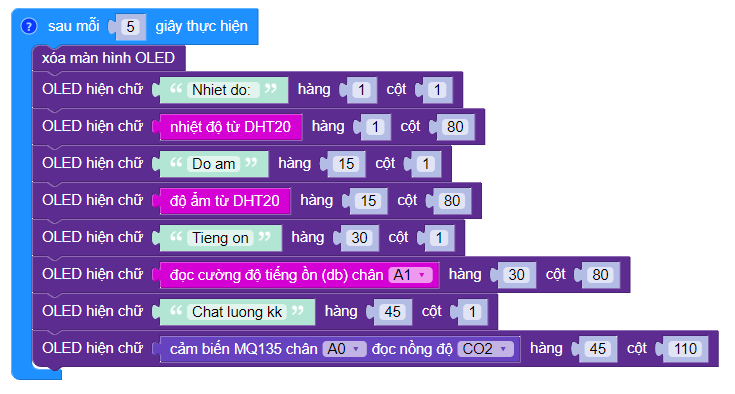 ? sau mỗi 5 giây thực hiện
xóa màn hình OLED
OLED hiện chữ “ Nhiet do: ” hàng 1 cột 1
OLED hiện chữ nhiệt độ từ DHT20 hàng 1 cột 80
OLED hiện chữ “ Do am ” hàng 15 cột 1
OLED hiện chữ độ ẩm từ DHT20 hàng 15 cột 80
OLED hiện chữ “ Tieng on ” hàng 30 cột 1
OLED hiện chữ đọc cường độ tiếng ồn (db) chân A1 hàng 30 cột 80
OLED hiện chữ “ Chat luong kk ” hàng 45 cột 1
OLED hiện chữ cảm biến MQ135 chân A0 đọc nồng độ CO2 hàng 45 cột 110